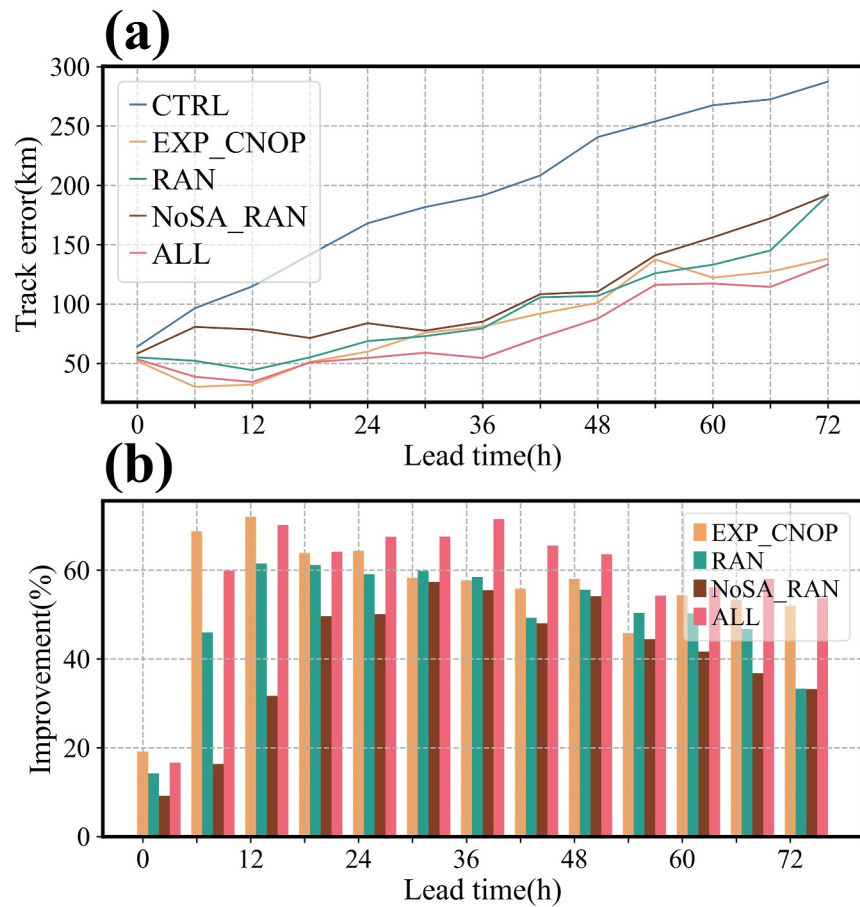 (a)
300
250
200
150
100
50
Track error(km)
CTRL
EXP_CNOP
RAN
NoSA_RAN
ALL
0 12 24 36 48 60 72
Lead time(h)
(b)
60
40
20
0
Improvement(%)
EXP_CNOP
RAN
NoSA_RAN
ALL
0 12 24 36 48 60 72
Lead time(h)